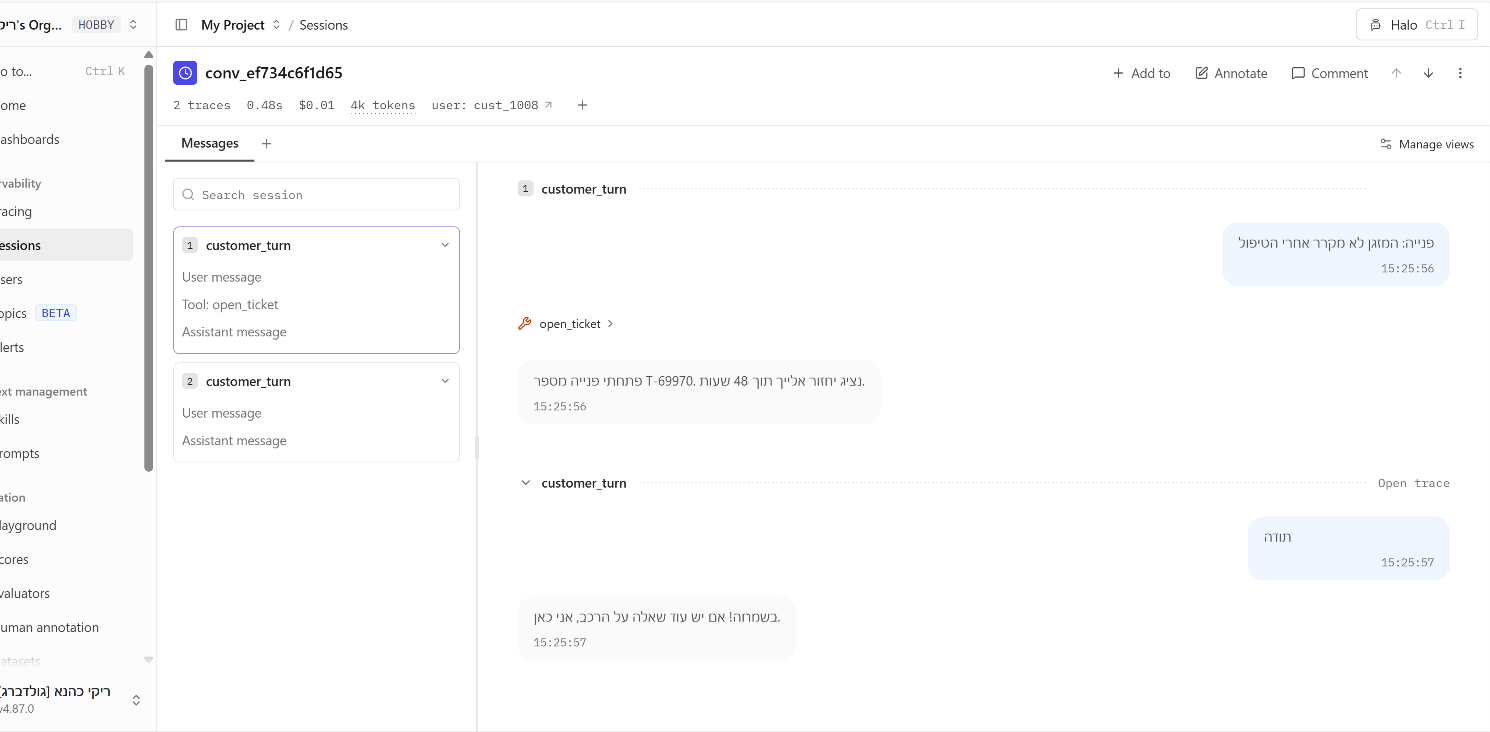 ריקי's Org... HOBBY
My Project / Sessions
Halo Ctrl I
o to... Ctrl K
ome
ashboards
rvability
racing
essions
sers
opics BETA
lerts
ext management
kills
rompts
ation
layground
cores
valuators
uman annotation
atasets
ריקי כהנא [גולדברג]
v4.87.0
conv_ef734c6f1d65
+ Add to Annotate Comment
2 traces 0.48s $0.01 4k tokens user: cust_1008 +
Messages +
Manage views
Search session
1 customer_turn
User message
Tool: open_ticket
Assistant message
2 customer_turn
User message
Assistant message
1 customer_turn
פנייה: המזגן לא מקרר אחרי הטיפול
15:25:56
open_ticket
פתחתי פנייה מספר T-69970. נציג יחזור אלייך תוך 48 שעות.
15:25:56
customer_turn Open trace
תודה
15:25:57
בשמחה! אם יש עוד שאלה על הרכב, אני כאן.
15:25:57